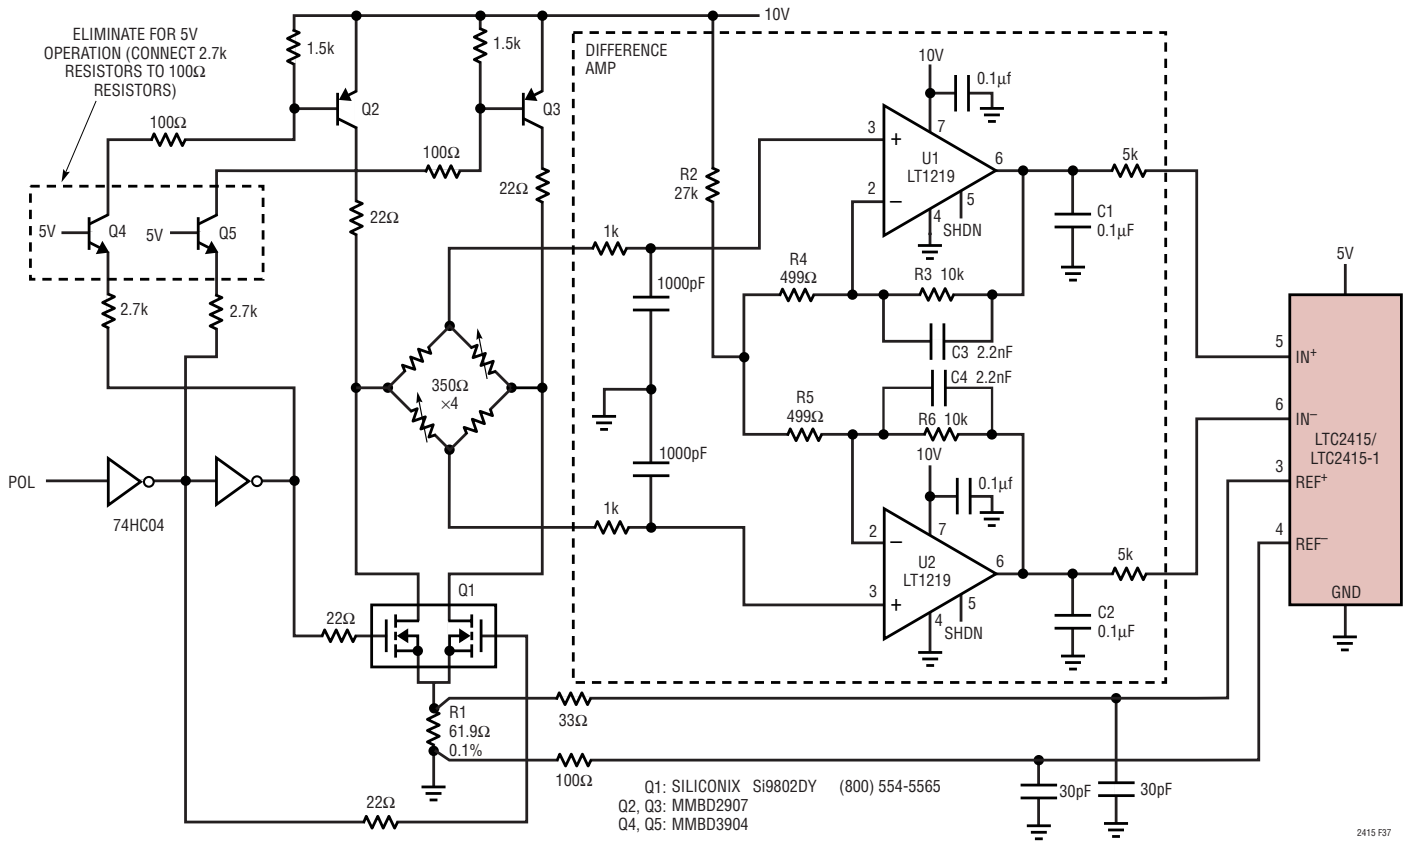 10V
ELIMINATE FOR 5V
OPERATION (CONNECT 2.7k
RESISTORS TO 100Ω
RESISTORS)
1.5k
1.5k
Q2
Q3
DIFFERENCE
AMP
10V
0.1µf
100Ω
100Ω
22Ω
22Ω
R2
27k
3
2
+
–
7
6
U1
LT1219
4
5
SHDN
5k
C1
0.1µF
5V
Q4
5V
Q5
2.7k
2.7k
1k
1000pF
R4
499Ω
R3 10k
C3 2.2nF
350Ω
×4
C4 2.2nF
R5
499Ω
R6 10k
5V
5
IN+
6
IN–
LTC2415/
LTC2415-1
3
REF+
4
REF–
GND
1000pF
10V
0.1µf
POL
74HC04
1k
2
–
7
6
U2
LT1219
3
+
4
5
SHDN
5k
C2
0.1µF
Q1
22Ω
R1
61.9Ω
0.1%
33Ω
100Ω
30pF
30pF
22Ω
Q1: SILICONIX Si9802DY (800) 554-5565
Q2, Q3: MMBD2907
Q4, Q5: MMBD3904
2415 F37